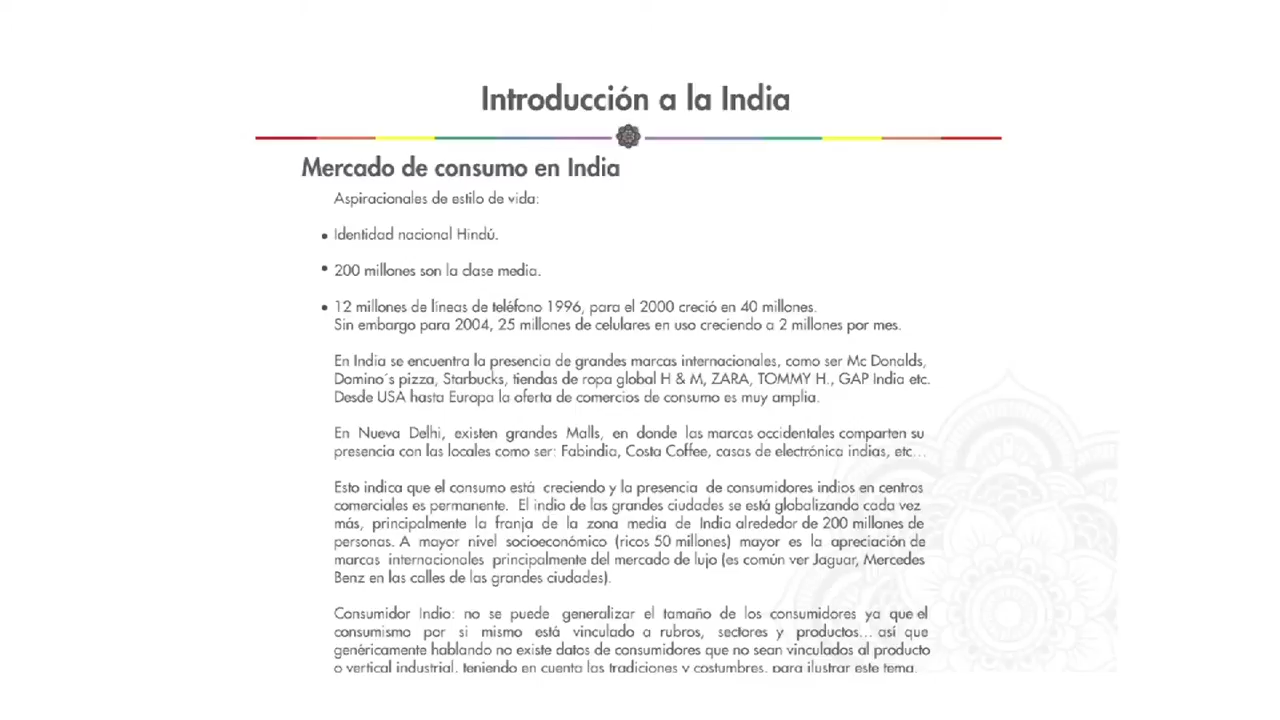 Introducción a la India
Mercado de consumo en India
Aspiracionales de estilo de vida:
• Identidad nacional Hindú.
• 200 millones son la clase media.
• 12 millones de líneas de teléfono 1996, para el 2000 creció en 40 millones.
Sin embargo para 2004, 25 millones de celulares en uso creciendo a 2 millones por mes.
En India se encuentra la presencia de grandes marcas internacionales, como ser Mc Donalds,
Domino´s pizza, Starbucks, tiendas de ropa global H & M, ZARA, TOMMY H., GAP India etc.
Desde USA hasta Europa la oferta de comercios de consumo es muy amplia.
En Nueva Delhi, existen grandes Malls, en donde las marcas occidentales comparten su
presencia con las locales como ser: Fabindia, Costa Coffee, casas de electrónica indias, etc...
Esto indica que el consumo está creciendo y la presencia de consumidores indios en centros
comerciales es permanente. El indio de las grandes ciudades se está globalizando cada vez
más, principalmente la franja de la zona media de India alrededor de 200 millones de
personas. A mayor nivel socioeconómico (ricos 50 millones) mayor es la apreciación de
marcas internacionales principalmente del mercado de lujo (es común ver Jaguar, Mercedes
Benz en las calles de las grandes ciudades).
Consumidor Indio: no se puede generalizar el tamaño de los consumidores ya que el
consumismo por si mismo está vinculado a rubros, sectores y productos... así que
genéricamente hablando no existe datos de consumidores que no sean vinculados al producto
o vertical industrial, teniendo en cuenta las tradiciones y costumbres, para ilustrar este tema.